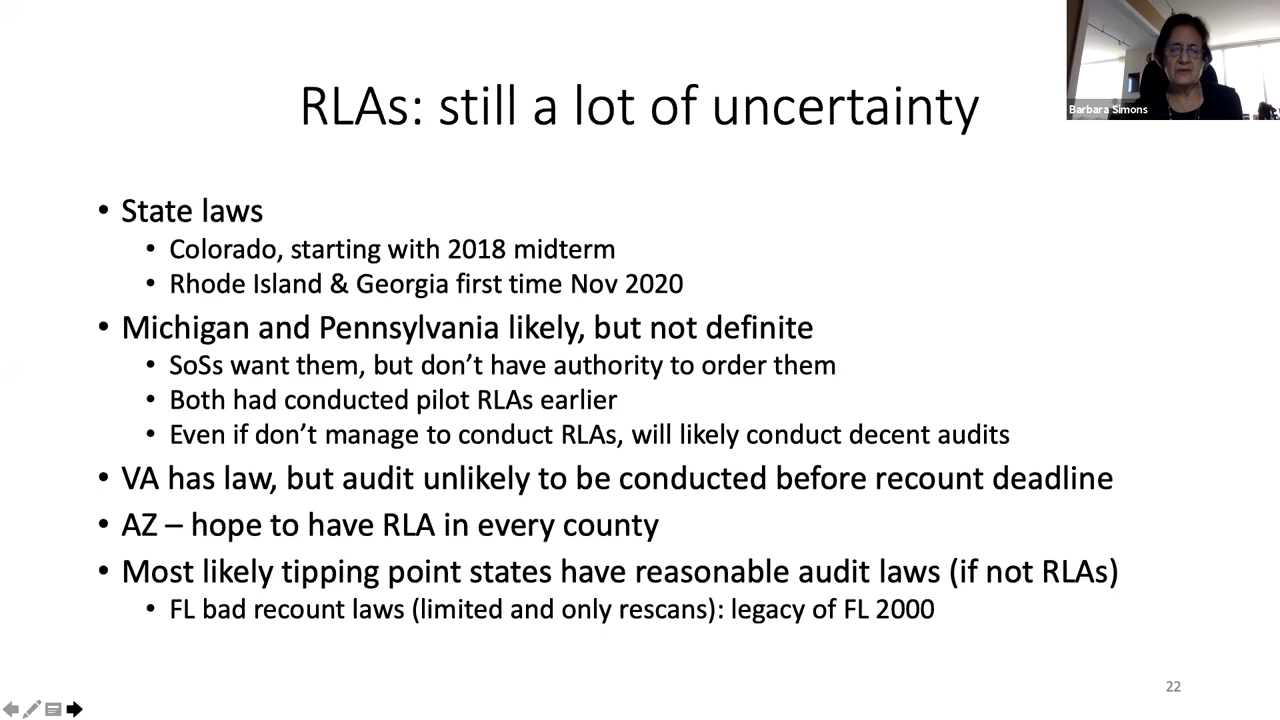 Barbara Simons
RLAs: still a lot of uncertainty
• State laws
• Colorado, starting with 2018 midterm
• Rhode Island & Georgia first time Nov 2020
• Michigan and Pennsylvania likely, but not definite
• SoSs want them, but don’t have authority to order them
• Both had conducted pilot RLAs earlier
• Even if don’t manage to conduct RLAs, will likely conduct decent audits
• VA has law, but audit unlikely to be conducted before recount deadline
• AZ – hope to have RLA in every county
• Most likely tipping point states have reasonable audit laws (if not RLAs)
• FL bad recount laws (limited and only rescans): legacy of FL 2000
22